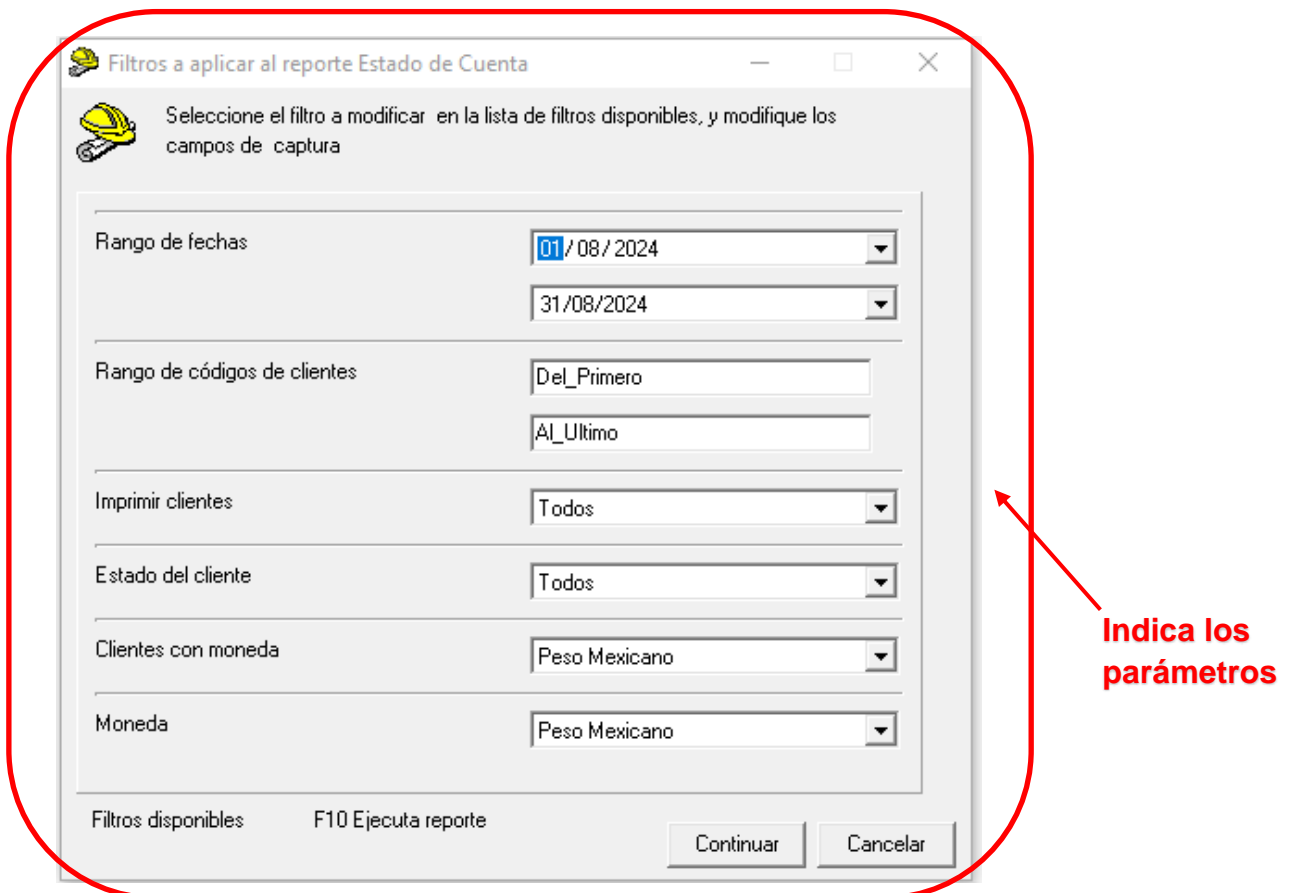 Filtros a aplicar al reporte Estado de Cuenta
Seleccione el filtro a modificar en la lista de filtros disponibles, y modifique los
campos de captura
Rango de fechas
01/08/2024
31/08/2024
Rango de códigos de clientes
Del_Primero
Al_Ultimo
Imprimir clientes
Todos
Estado del cliente
Todos
Clientes con moneda
Peso Mexicano
Moneda
Peso Mexicano
Filtros disponibles
F10 Ejecuta reporte
Continuar
Cancelar
Indica los
parámetros